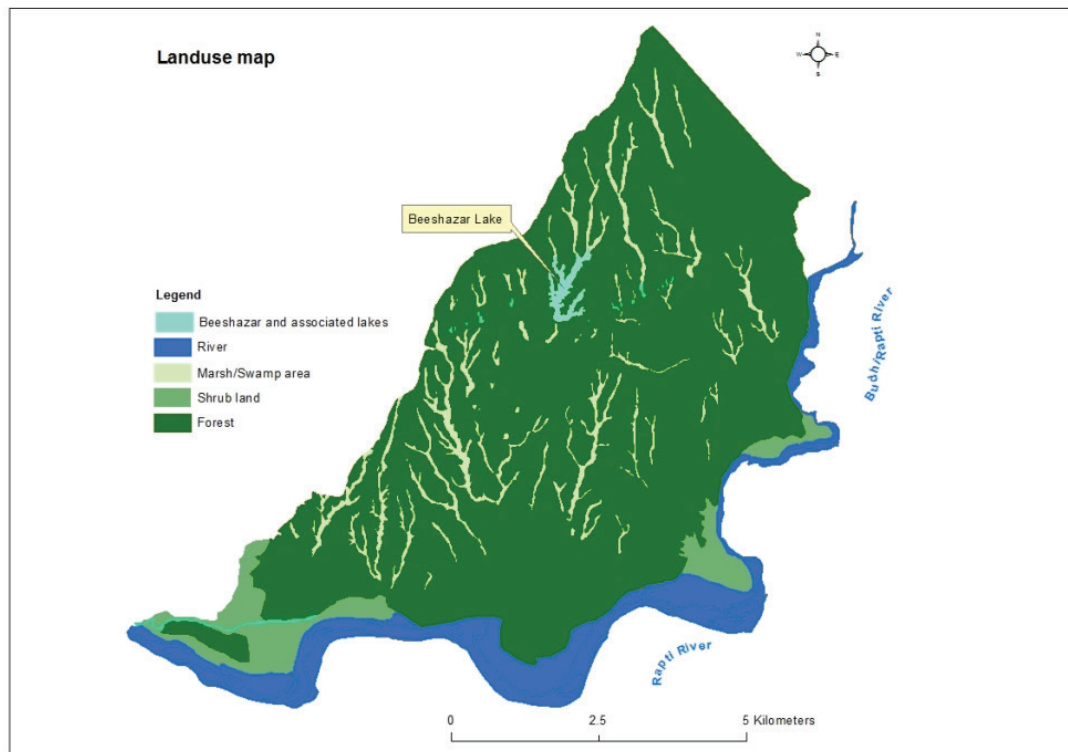 Landuse map
N
W E
S
Beeshazar Lake
Legend
Beeshazar and associated lakes
River
Marsh/Swamp area
Shrub land
Forest
Budh/Rapti River
Rapti River
0 2.5 5 Kilometers